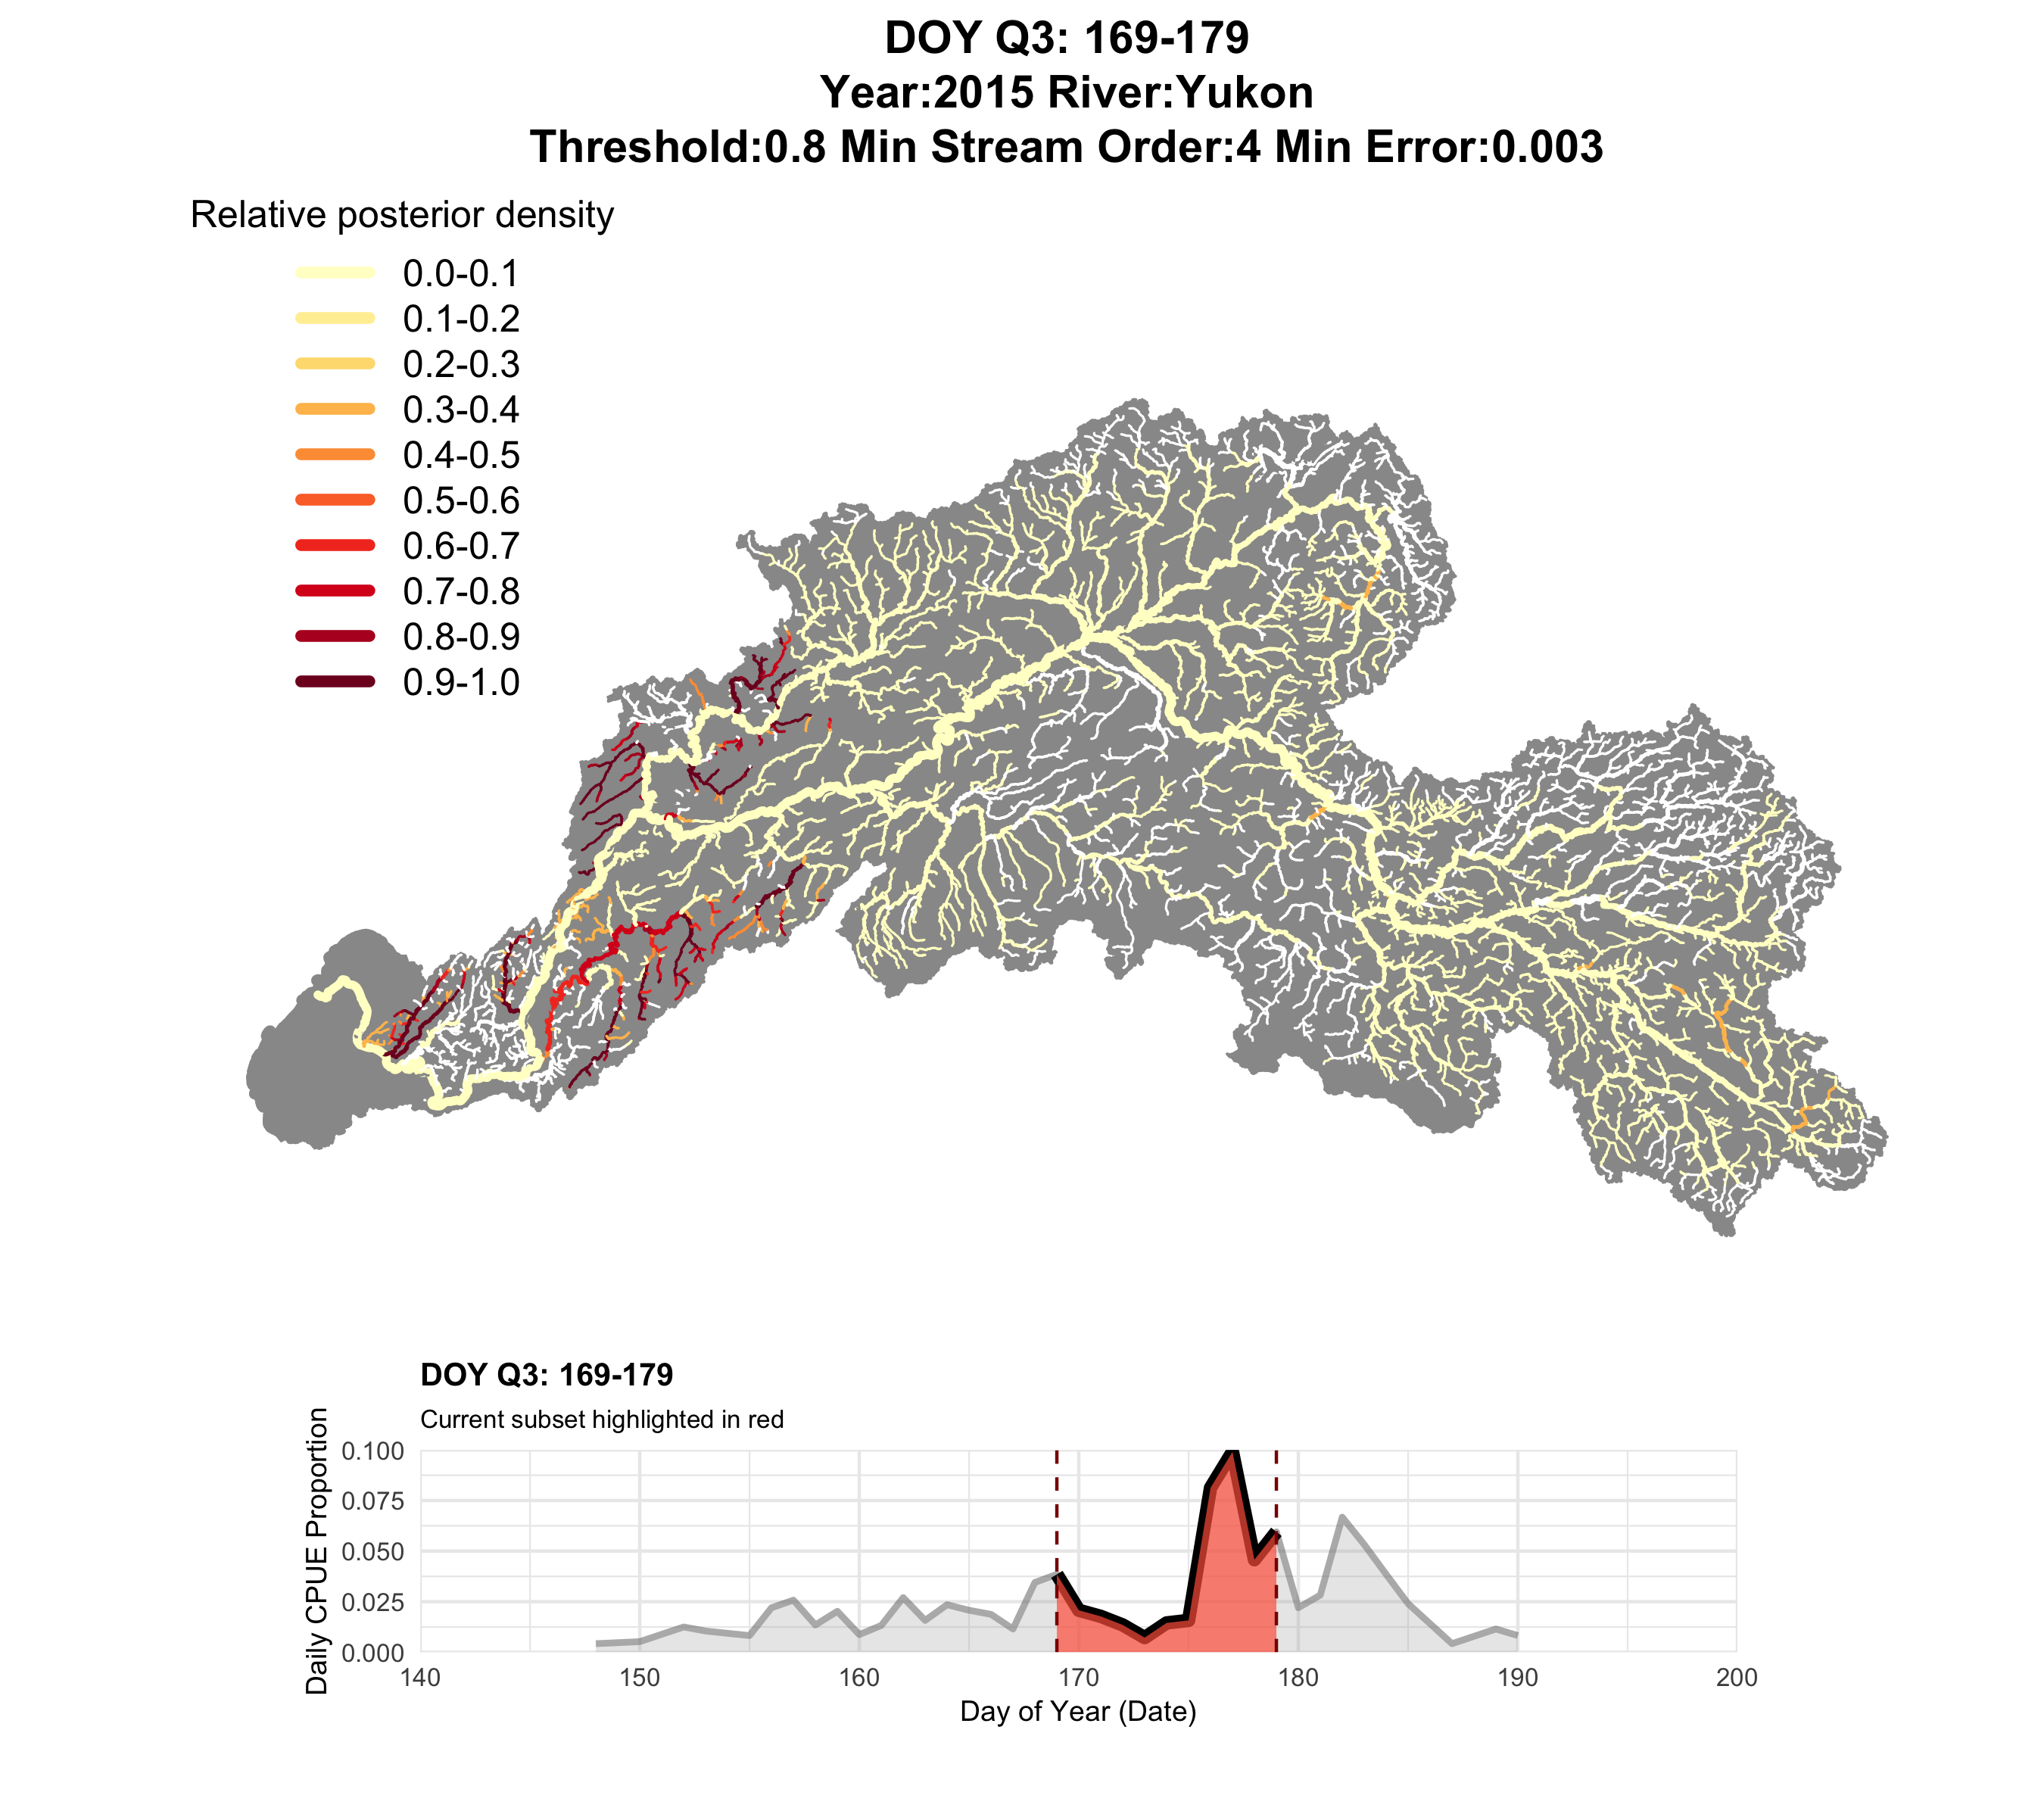 DOY Q3: 169-179
Year:2015 River:Yukon
Threshold:0.8 Min Stream Order:4 Min Error:0.003
Relative posterior density
0.0-0.1
0.1-0.2
0.2-0.3
0.3-0.4
0.4-0.5
0.5-0.6
0.6-0.7
0.7-0.8
0.8-0.9
0.9-1.0
DOY Q3: 169-179
Current subset highlighted in red
Daily CPUE Proportion
0.100
0.075
0.050
0.025
0.000
140 150 160 170 180 190 200
Day of Year (Date)